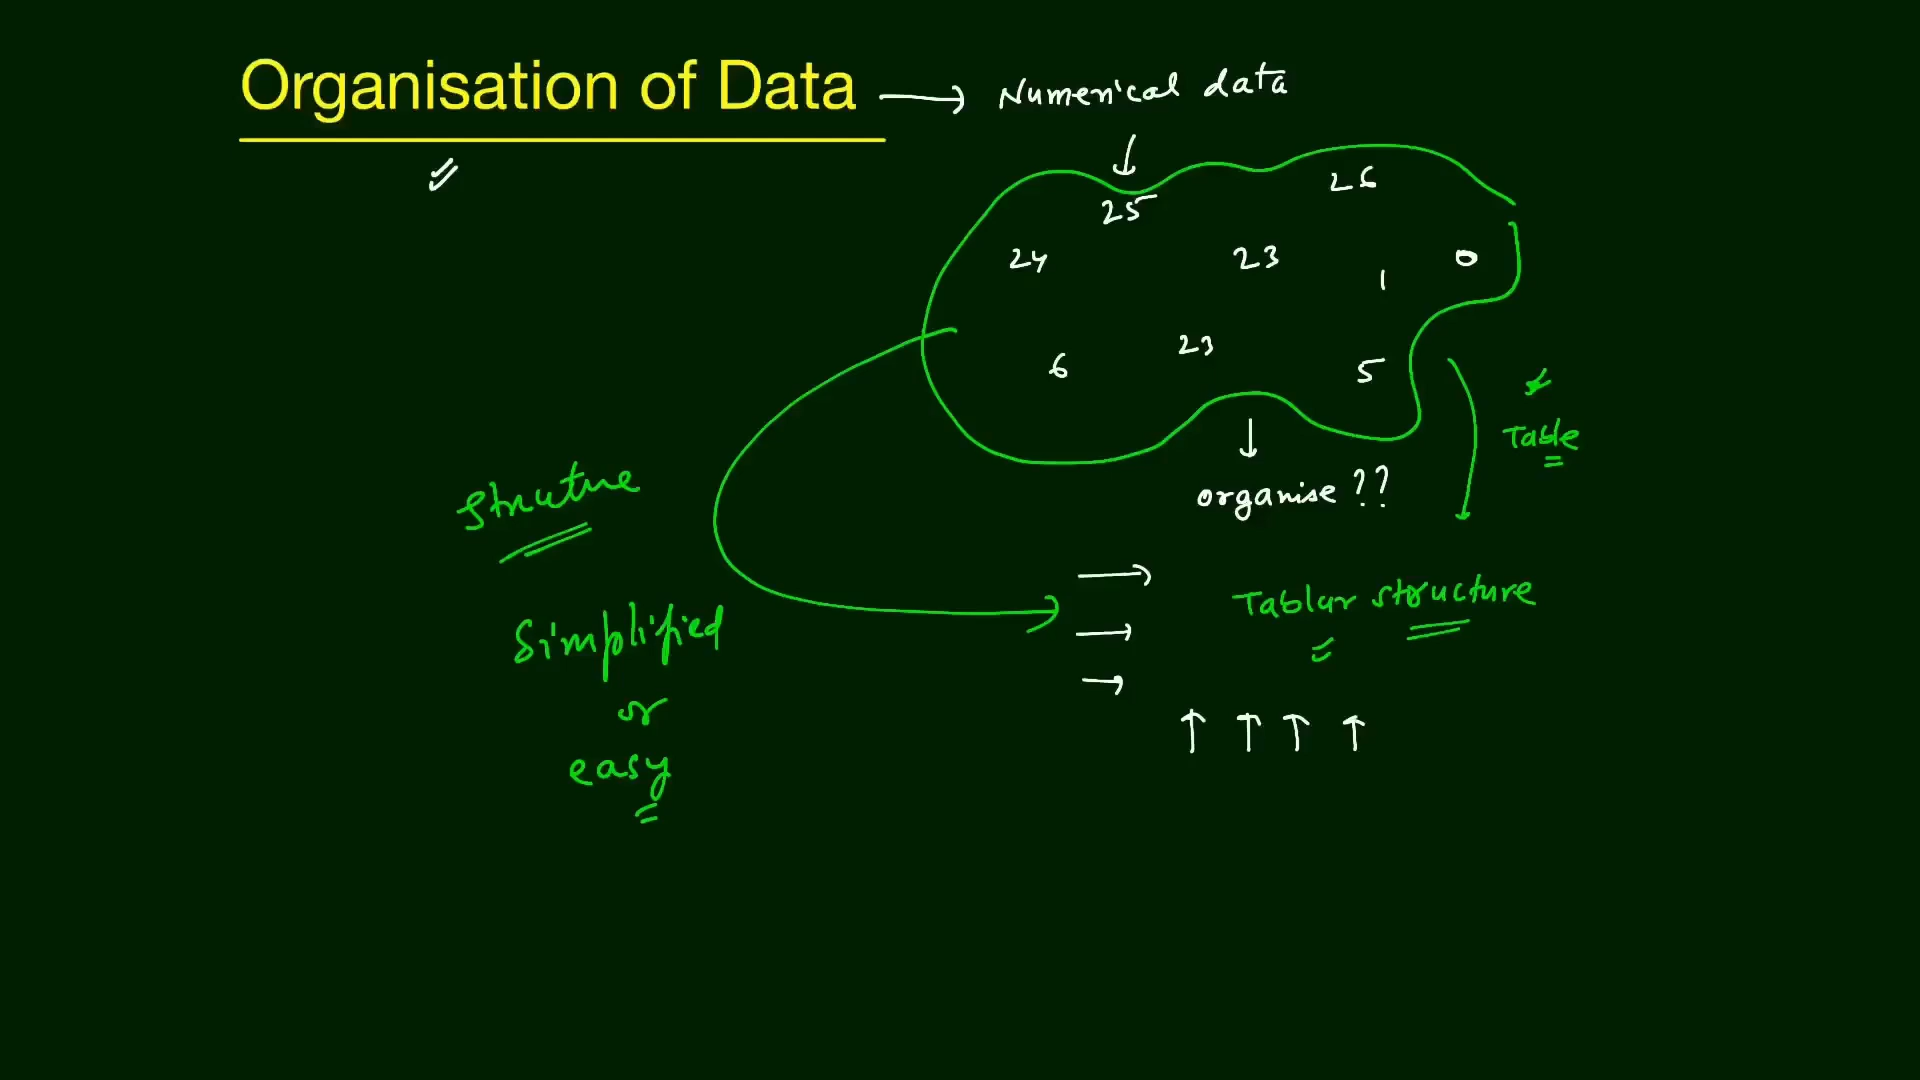 Organisation of Data
Numerical data
26
25
24 23 1 0
6 23 5
Table
organise ??
structure
Tablur structure
Simplified
or
easy